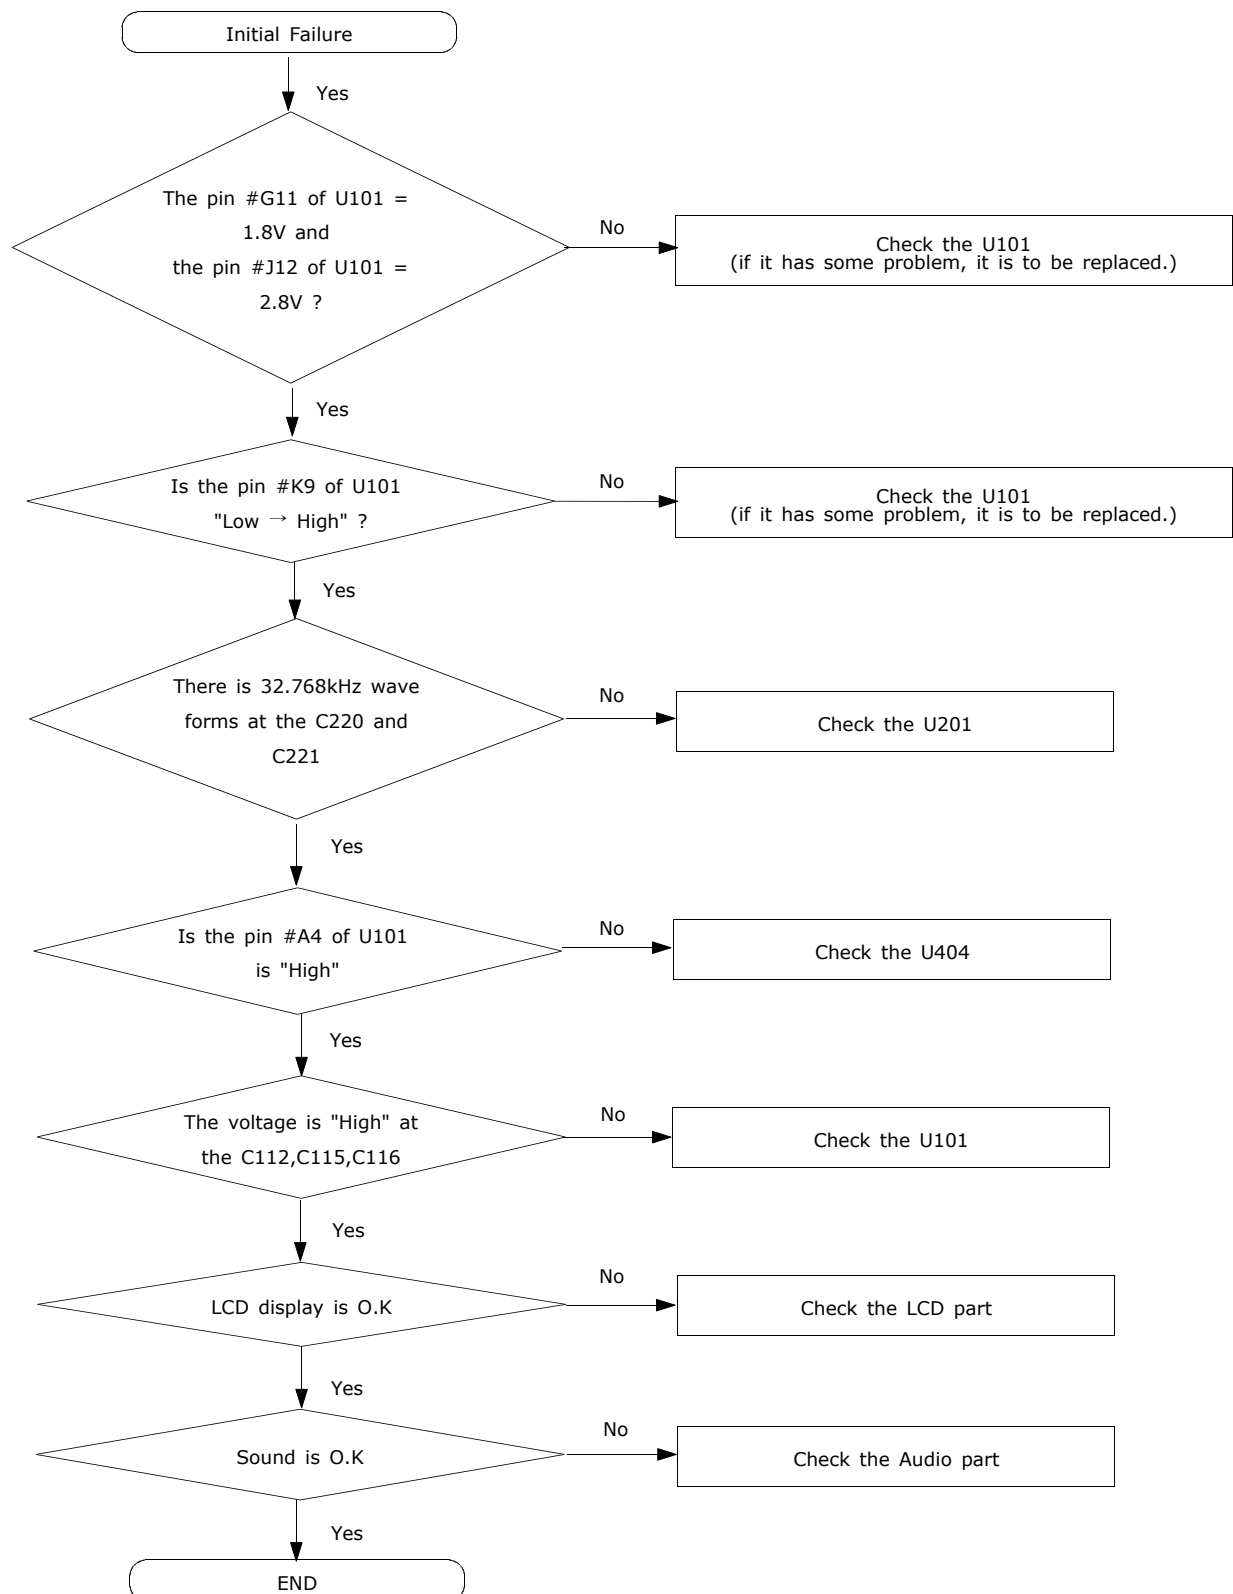 Initial Failure
Yes
The pin #G11 of U101 =
1.8V and
the pin #J12 of U101 =
2.8V ?
No
Check the U101
(if it has some problem, it is to be replaced.)
Yes
Is the pin #K9 of U101
"Low → High" ?
No
Check the U101
(if it has some problem, it is to be replaced.)
Yes
There is 32.768kHz wave
forms at the C220 and
C221
No
Check the U201
Yes
Is the pin #A4 of U101
is "High"
No
Check the U404
Yes
The voltage is "High" at
the C112,C115,C116
No
Check the U101
Yes
LCD display is O.K
No
Check the LCD part
Yes
Sound is O.K
No
Check the Audio part
Yes
END